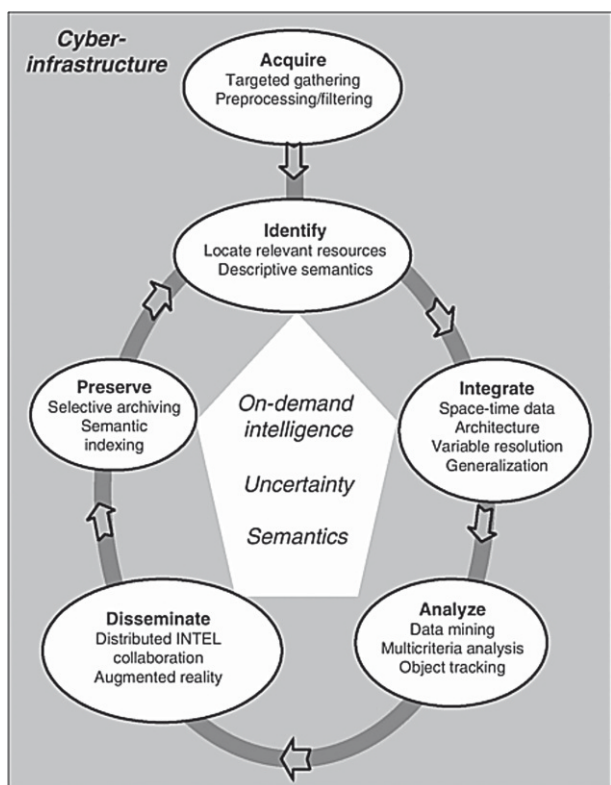 Cyber-
infrastructure
Acquire
Targeted gathering
Preprocessing/filtering
Identify
Locate relevant resources
Descriptive semantics
Preserve
Selective archiving
Semantic
indexing
On-demand
intelligence
Uncertainty
Semantics
Integrate
Space-time data
Architecture
Variable resolution
Generalization
Disseminate
Distributed INTEL
collaboration
Augmented reality
Analyze
Data mining
Multicriteria analysis
Object tracking